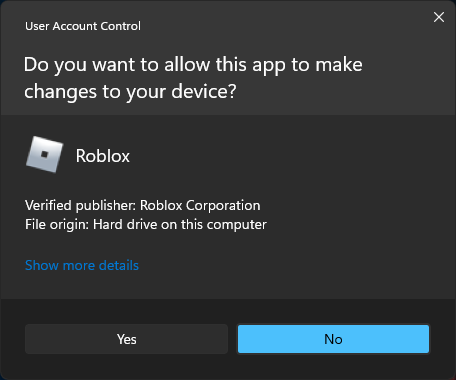 User Account Control
Do you want to allow this app to make
changes to your device?
Roblox
Verified publisher: Roblox Corporation
File origin: Hard drive on this computer
Show more details
Yes
No